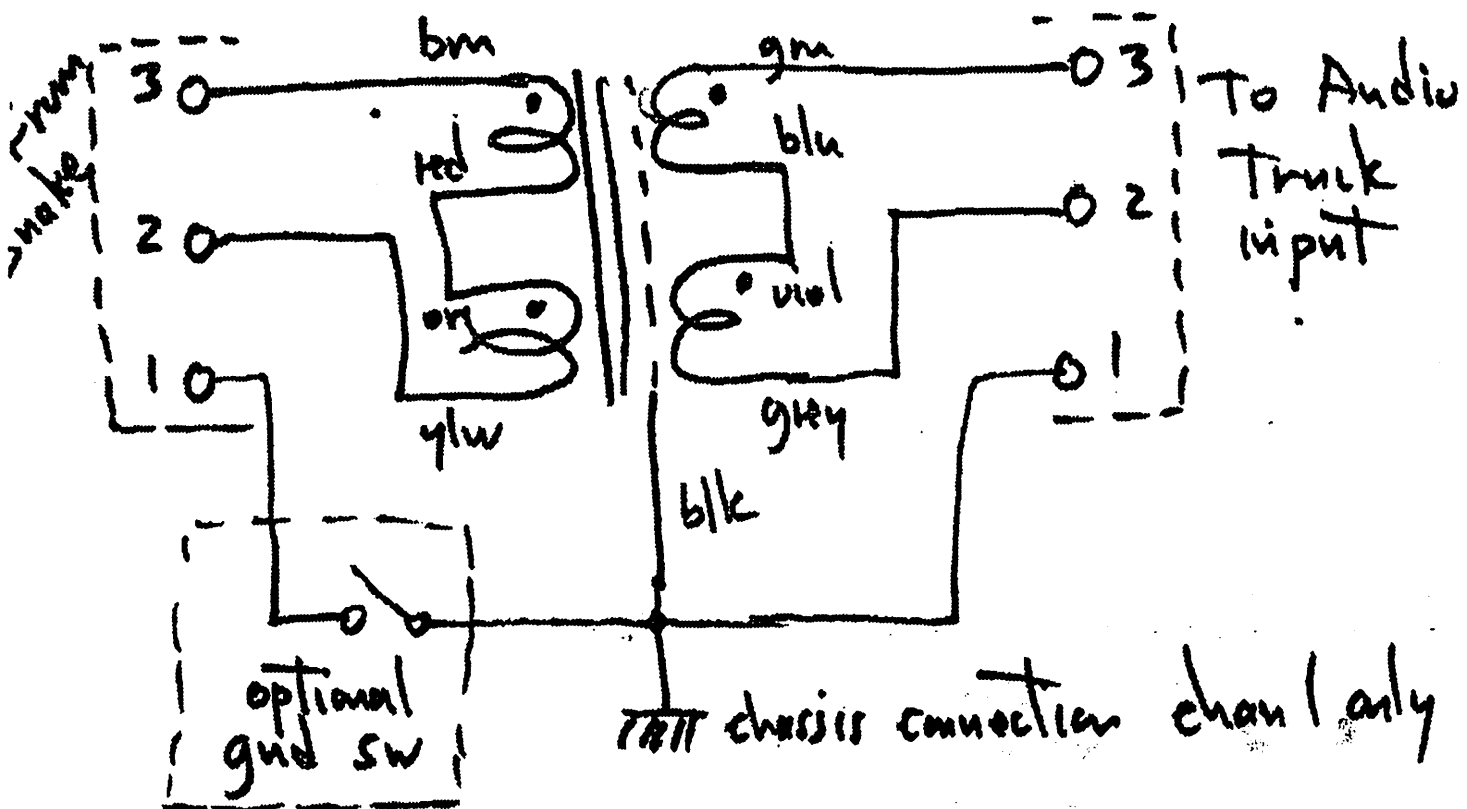 brn
grn
3
3
To Audio
Truck
input
red
blu
2
2
orn
viol
1
1
ylw
grey
blk
optional
gnd sw
chassis connection chan 1 only